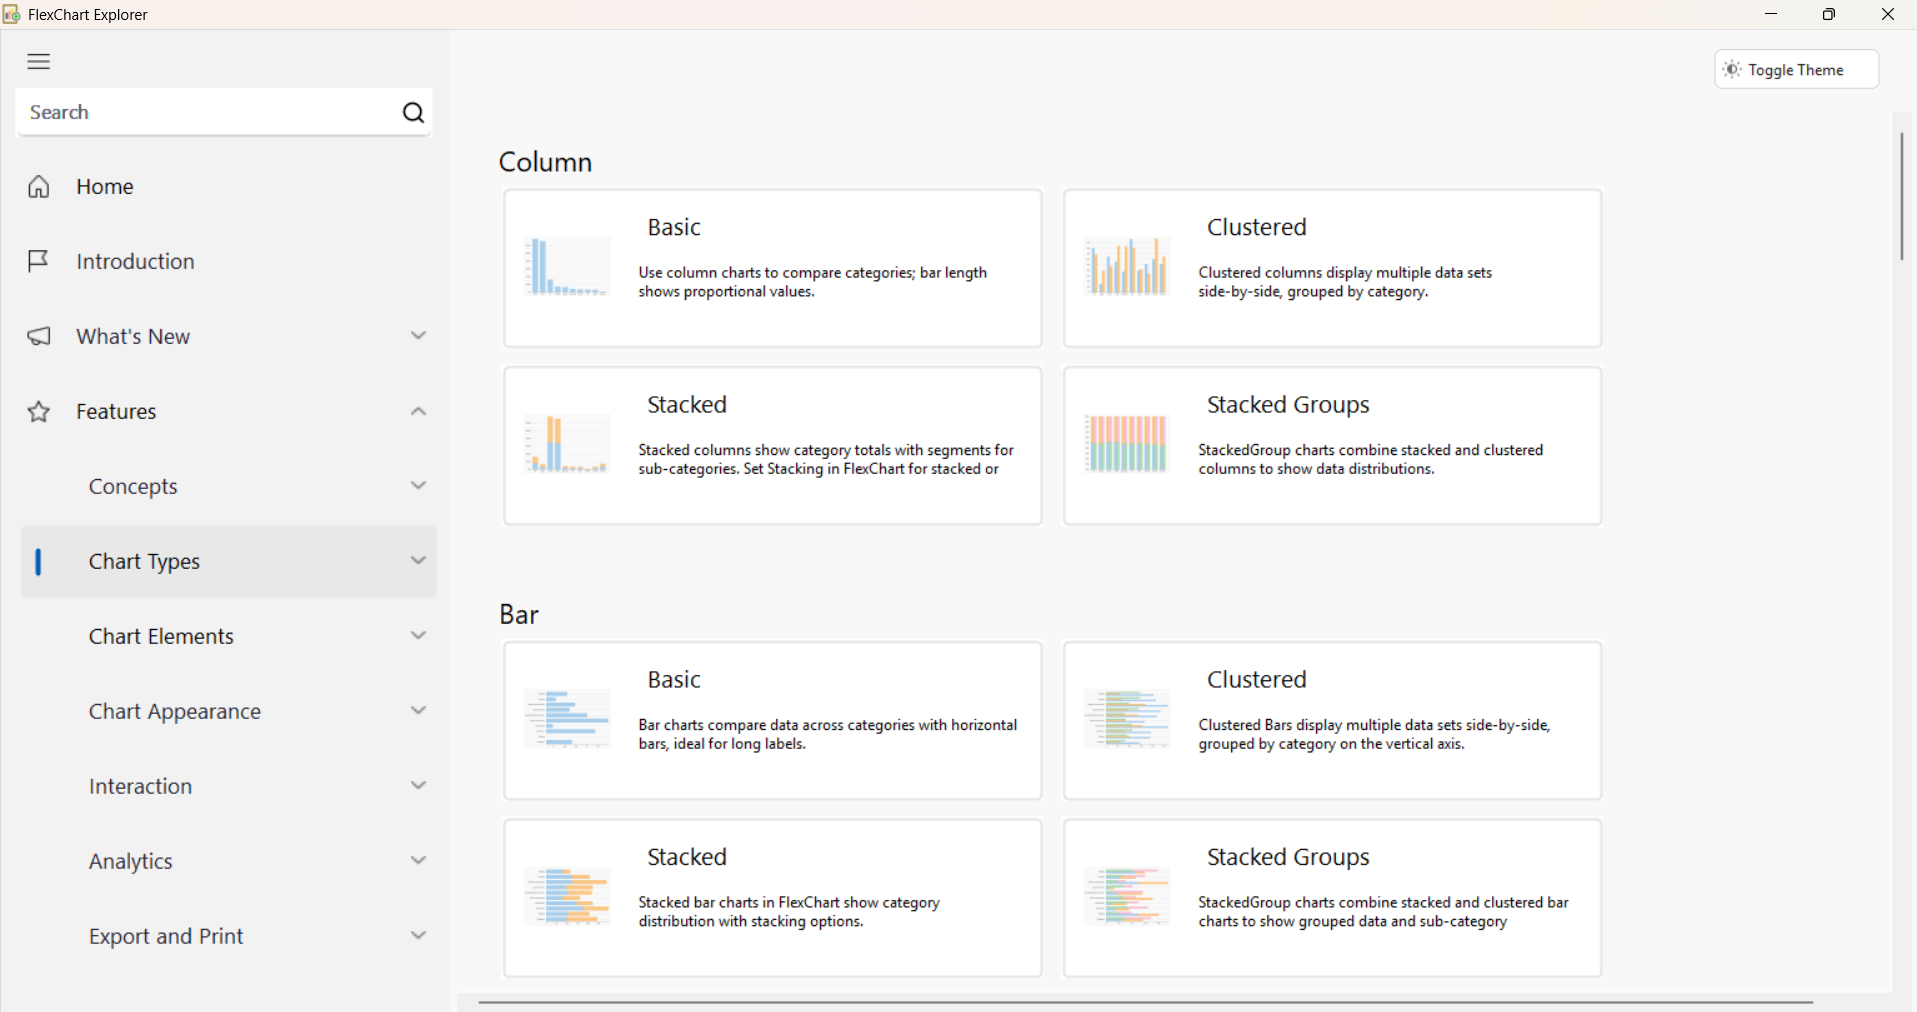 FlexChart Explorer
Toggle Theme
Search
Home
Introduction
What's New
Features
Concepts
Chart Types
Chart Elements
Chart Appearance
Interaction
Analytics
Export and Print
Column
Basic
Use column charts to compare categories; bar length
shows proportional values.
Clustered
Clustered columns display multiple data sets
side-by-side, grouped by category.
Stacked
Stacked columns show category totals with segments for
sub-categories. Set Stacking in FlexChart for stacked or
Stacked Groups
StackedGroup charts combine stacked and clustered
columns to show data distributions.
Bar
Basic
Bar charts compare data across categories with horizontal
bars, ideal for long labels.
Clustered
Clustered Bars display multiple data sets side-by-side,
grouped by category on the vertical axis.
Stacked
Stacked bar charts in FlexChart show category
distribution with stacking options.
Stacked Groups
StackedGroup charts combine stacked and clustered bar
charts to show grouped data and sub-category